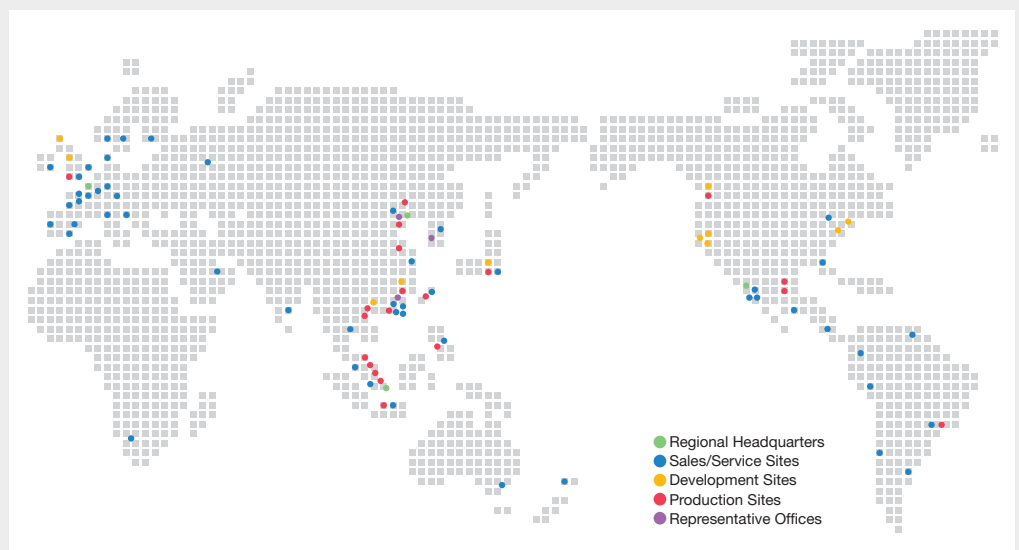 Regional Headquarters
Sales/Service Sites
Development Sites
Production Sites
Representative Offices